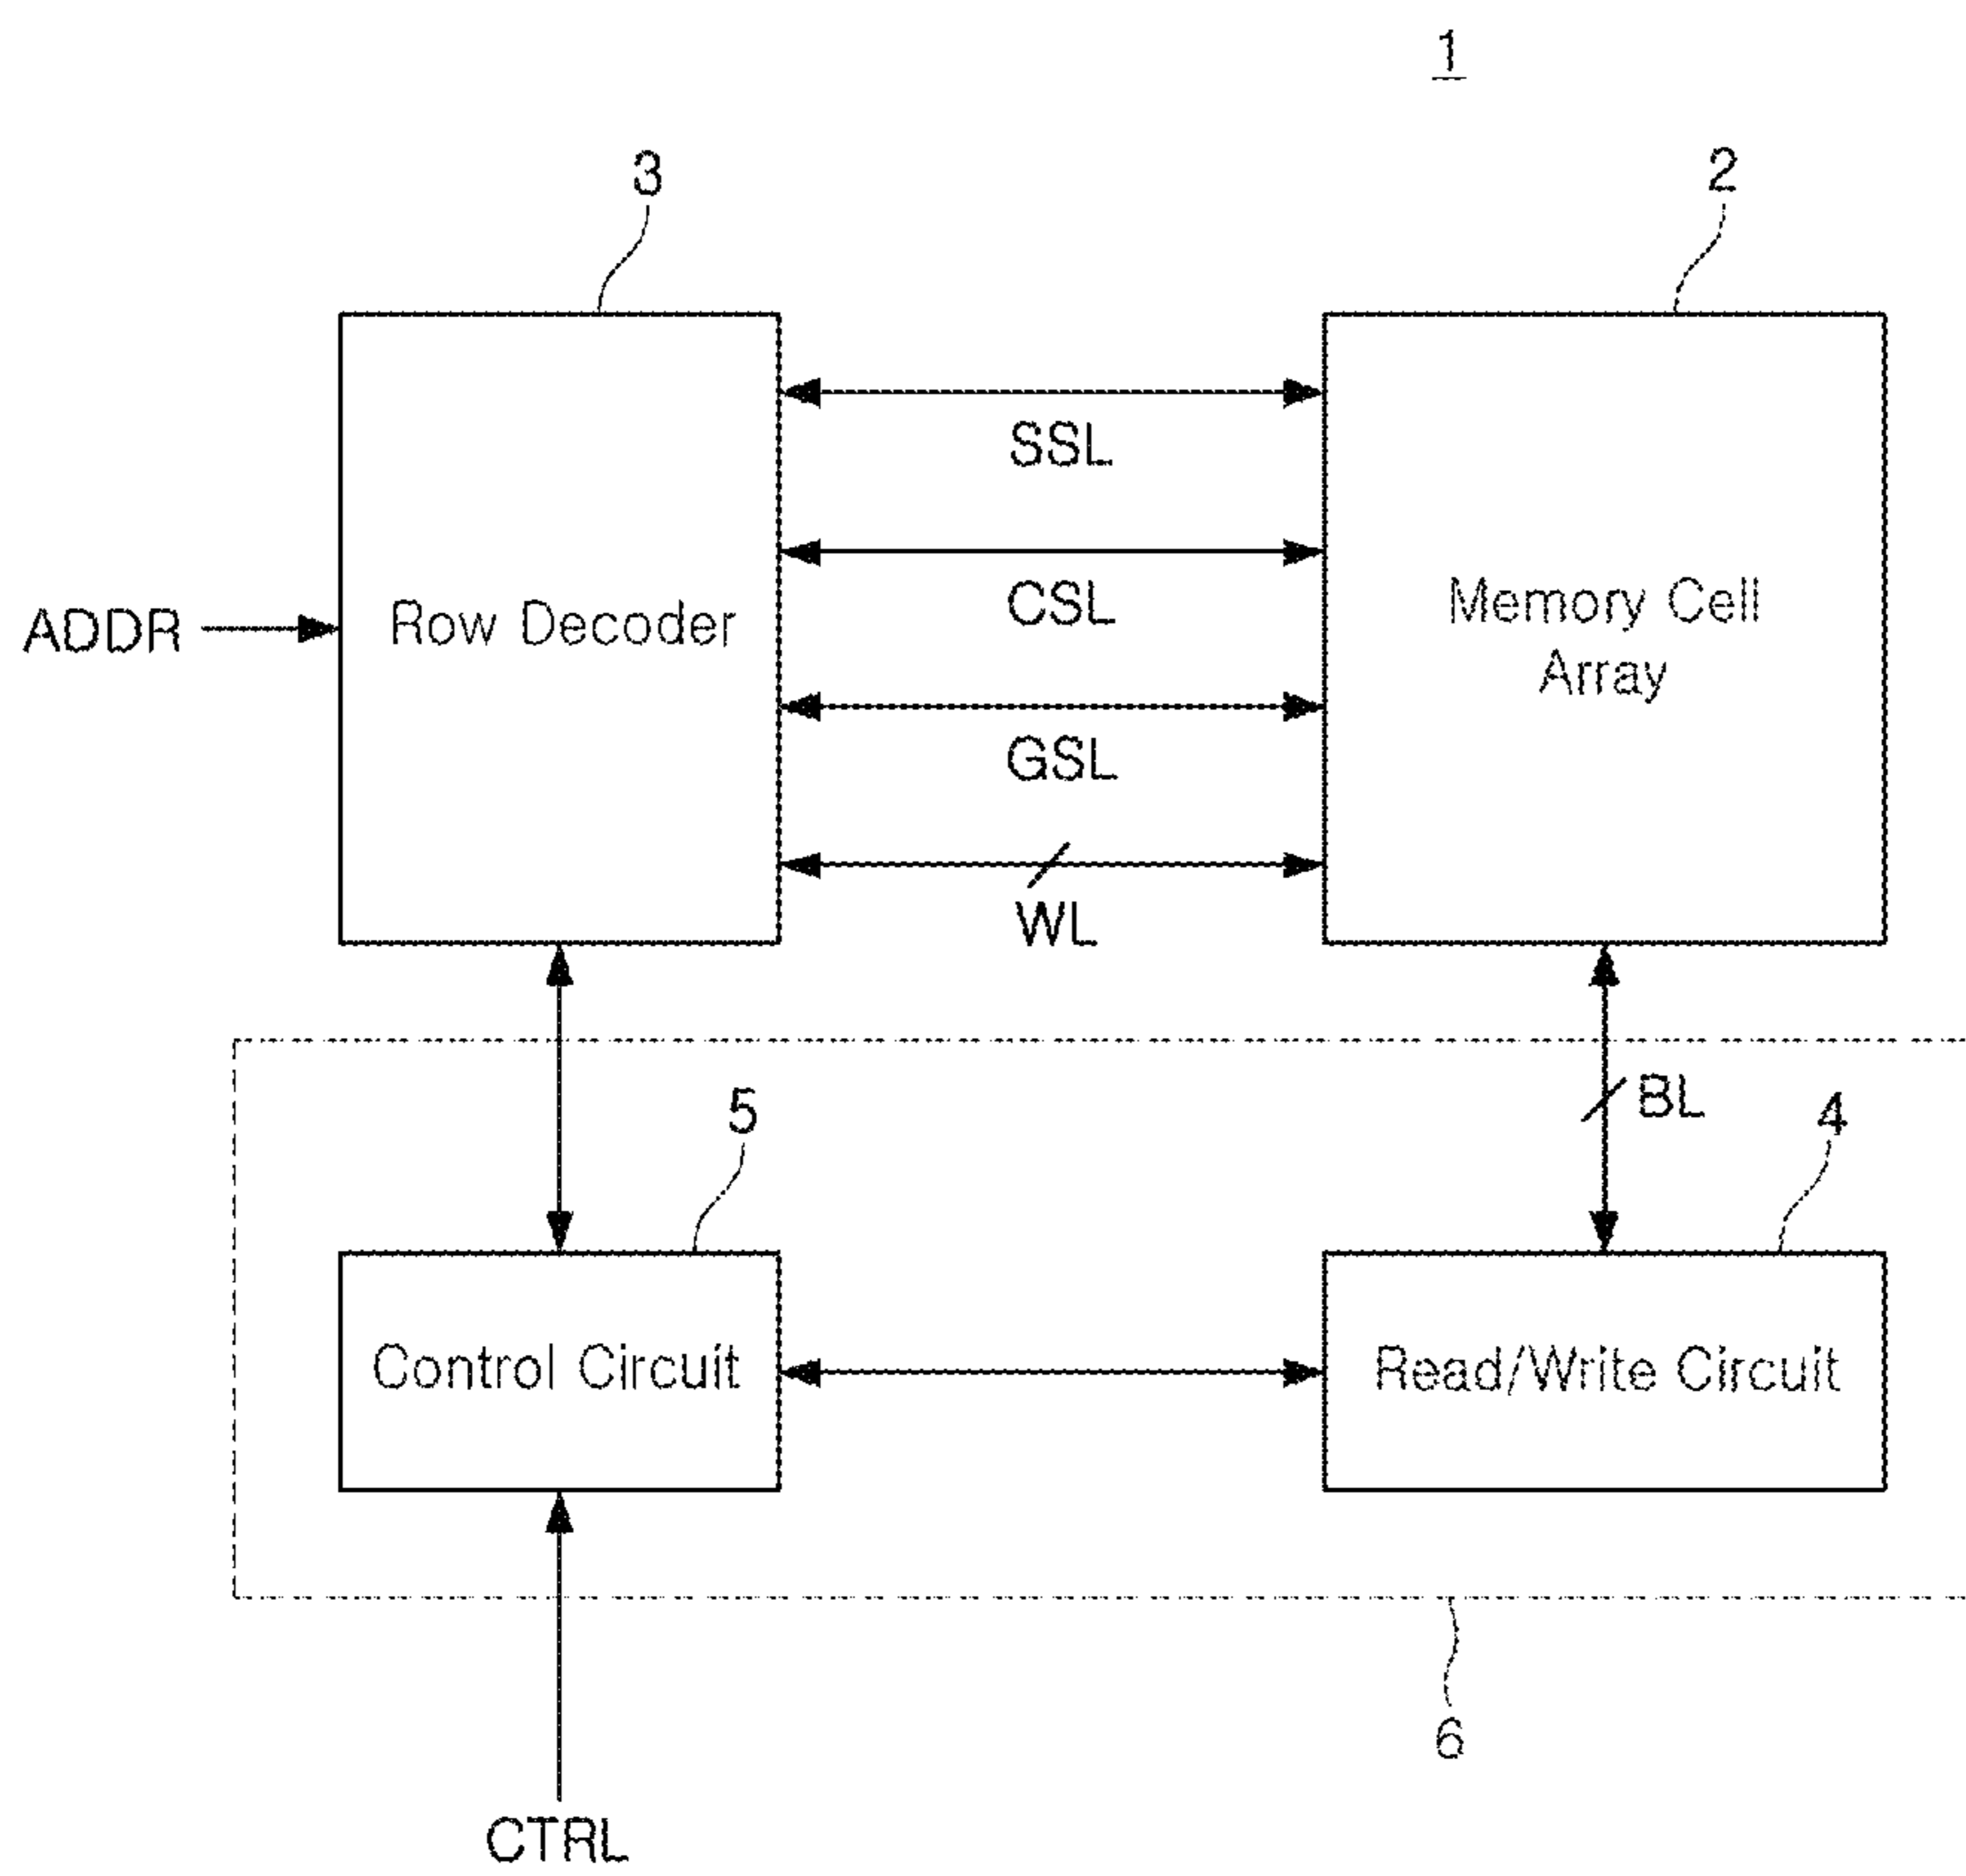 1
3
2
SSL
CSL
ADDR
Row Decoder
Memory Cell
Array
GSL
WL
BL
5
4
Control Circuit
Read/Write Circuit
6
CTRL